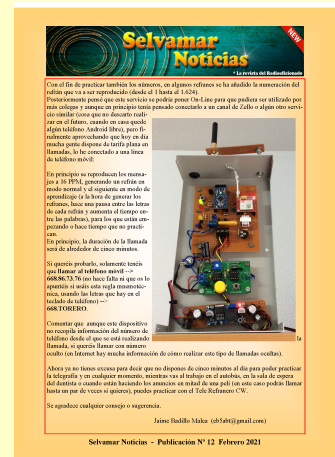 Selvamar
Noticias
NEW
* La revista del Radioaficionado
Con el fin de practicar también los números, en algunos refranes se ha añadido la numeración del
refrán que va a ser reproducido (desde el 1 hasta el 1.624).
Posteriormente pensé que este servicio se podría poner On-Line para que pudiera ser utilizado por
más colegas y aunque en principio tenía pensado conectarlo a un canal de Zello o algún otro servi-
cio similar (cosa que no descarto reali-
zar en el futuro, cuando en casa quede
algún teléfono Android libre), pero fi-
nalmente aprovechando que hoy en día
mucha gente dispone de tarifa plana en
llamadas, lo he conectado a una línea
de teléfono móvil:
En principio se reproducen los mensa-
jes a 16 PPM, generando un refrán en
modo normal y el siguiente en modo de
aprendizaje (a la hora de generar los
refranes, hace una pausa entre las letras
de cada refrán y aumenta el tiempo en-
tre las palabras), para los que están em-
pezando o hace tiempo que no practi-
can.
En principio, la duración de la llamada
será de alrededor de cinco minutos.
Si queréis probarlo, solamente tenéis
que llamar al teléfono móvil -->
668.86.73.76 (no hace falta ni que os lo
apuntéis si usáis esta regla mnemotéc-
nica, usando las letras que hay en el
teclado de teléfono) -->
668.TORERO.
Comentar que aunque este dispositivo
no recopila información del número de
teléfono desde el que se está realizando la
llamada, si queréis llamar con número
oculto (en Internet hay mucha información de cómo realizar este tipo de llamadas ocultas).
Ahora ya no tienes excusa para decir que no dispones de cinco minutos al día para poder practicar
la telegrafía y en cualquier momento, mientras vas al trabajo en el autobús, en la sala de espera
del dentista o cuando están haciendo los anuncios en mitad de una peli (en este caso podrás llamar
hasta un par de veces si quieres), puedes practicar con el Tele Refranero CW.
Se agradece cualquier consejo o sugerencia.
Jaime Badillo Malca (eb5abt@gmail.com)
Selvamar Noticias - Publicación Nº 12 Febrero 2021